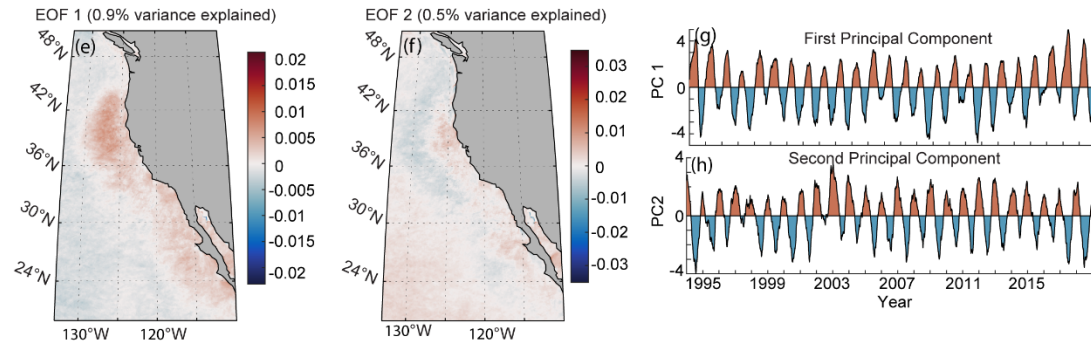 EOF 1 (0.9% variance explained)
(e)
48°N
42°N
36°N
30°N
24°N
130°W
120°W
0.02
0.015
0.01
0.005
0
-0.005
-0.01
-0.015
-0.02
EOF 2 (0.5% variance explained)
(f)
48°N
42°N
36°N
30°N
24°N
130°W
120°W
0.03
0.02
0.01
0
-0.01
-0.02
-0.03
(g)
First Principal Component
PC 1
4
0
-4
(h)
Second Principal Component
PC2
4
0
-4
1995
1999
2003
2007
2011
2015
Year